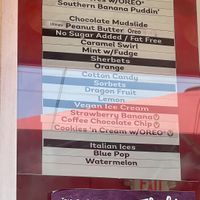 Cookies w/OREO®
Southern Banana Puddin'
Chocolate Mudslide
Peanut Butter Oreo
No Sugar Added / Fat Free
Caramel Swirl
Mint w/Fudge
Sherbets
Orange
Cotton Candy
Sorbets
Dragon Fruit
Lemon
Vegan Ice Cream
Strawberry Banana
Coffee Chocolate Chip
Cookies 'n Cream w/OREO®
Italian Ices
Blue Pop
Watermelon